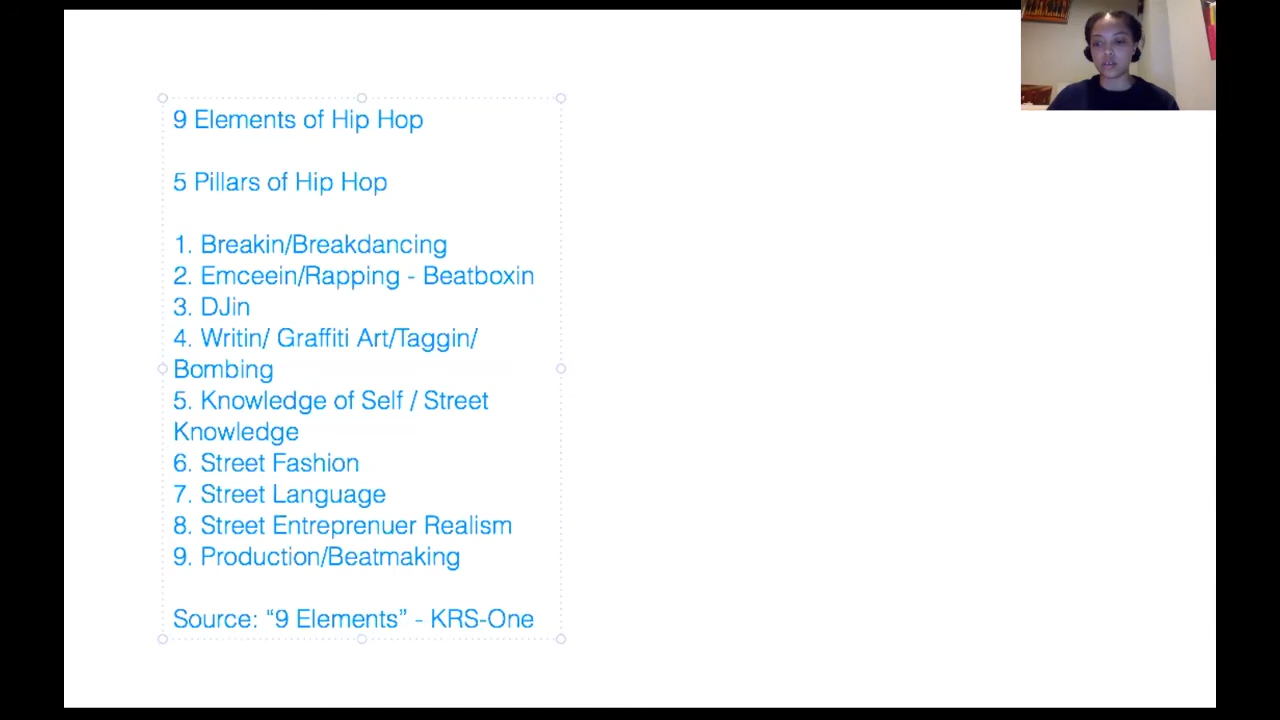 9 Elements of Hip Hop
5 Pillars of Hip Hop
1. Breakin/Breakdancing
2. Emceein/Rapping - Beatboxin
3. DJin
4. Writin/ Graffiti Art/Taggin/
Bombing
5. Knowledge of Self / Street
Knowledge
6. Street Fashion
7. Street Language
8. Street Entreprenuer Realism
9. Production/Beatmaking
Source: “9 Elements” - KRS-One